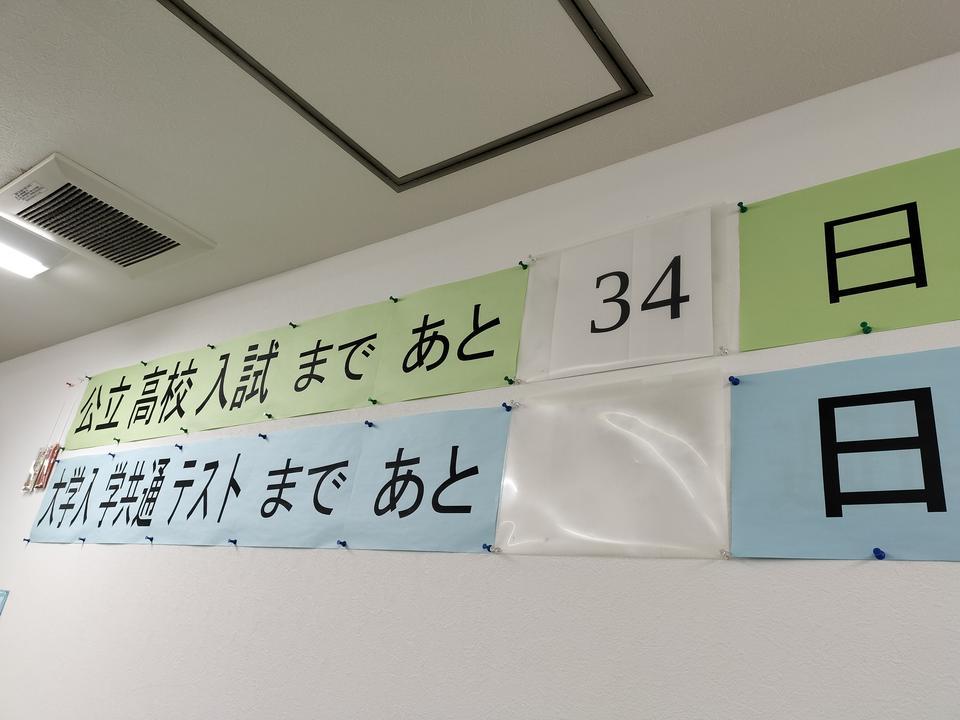 公立高校入試まであと 34 日
大学入学共通テストまであと 日